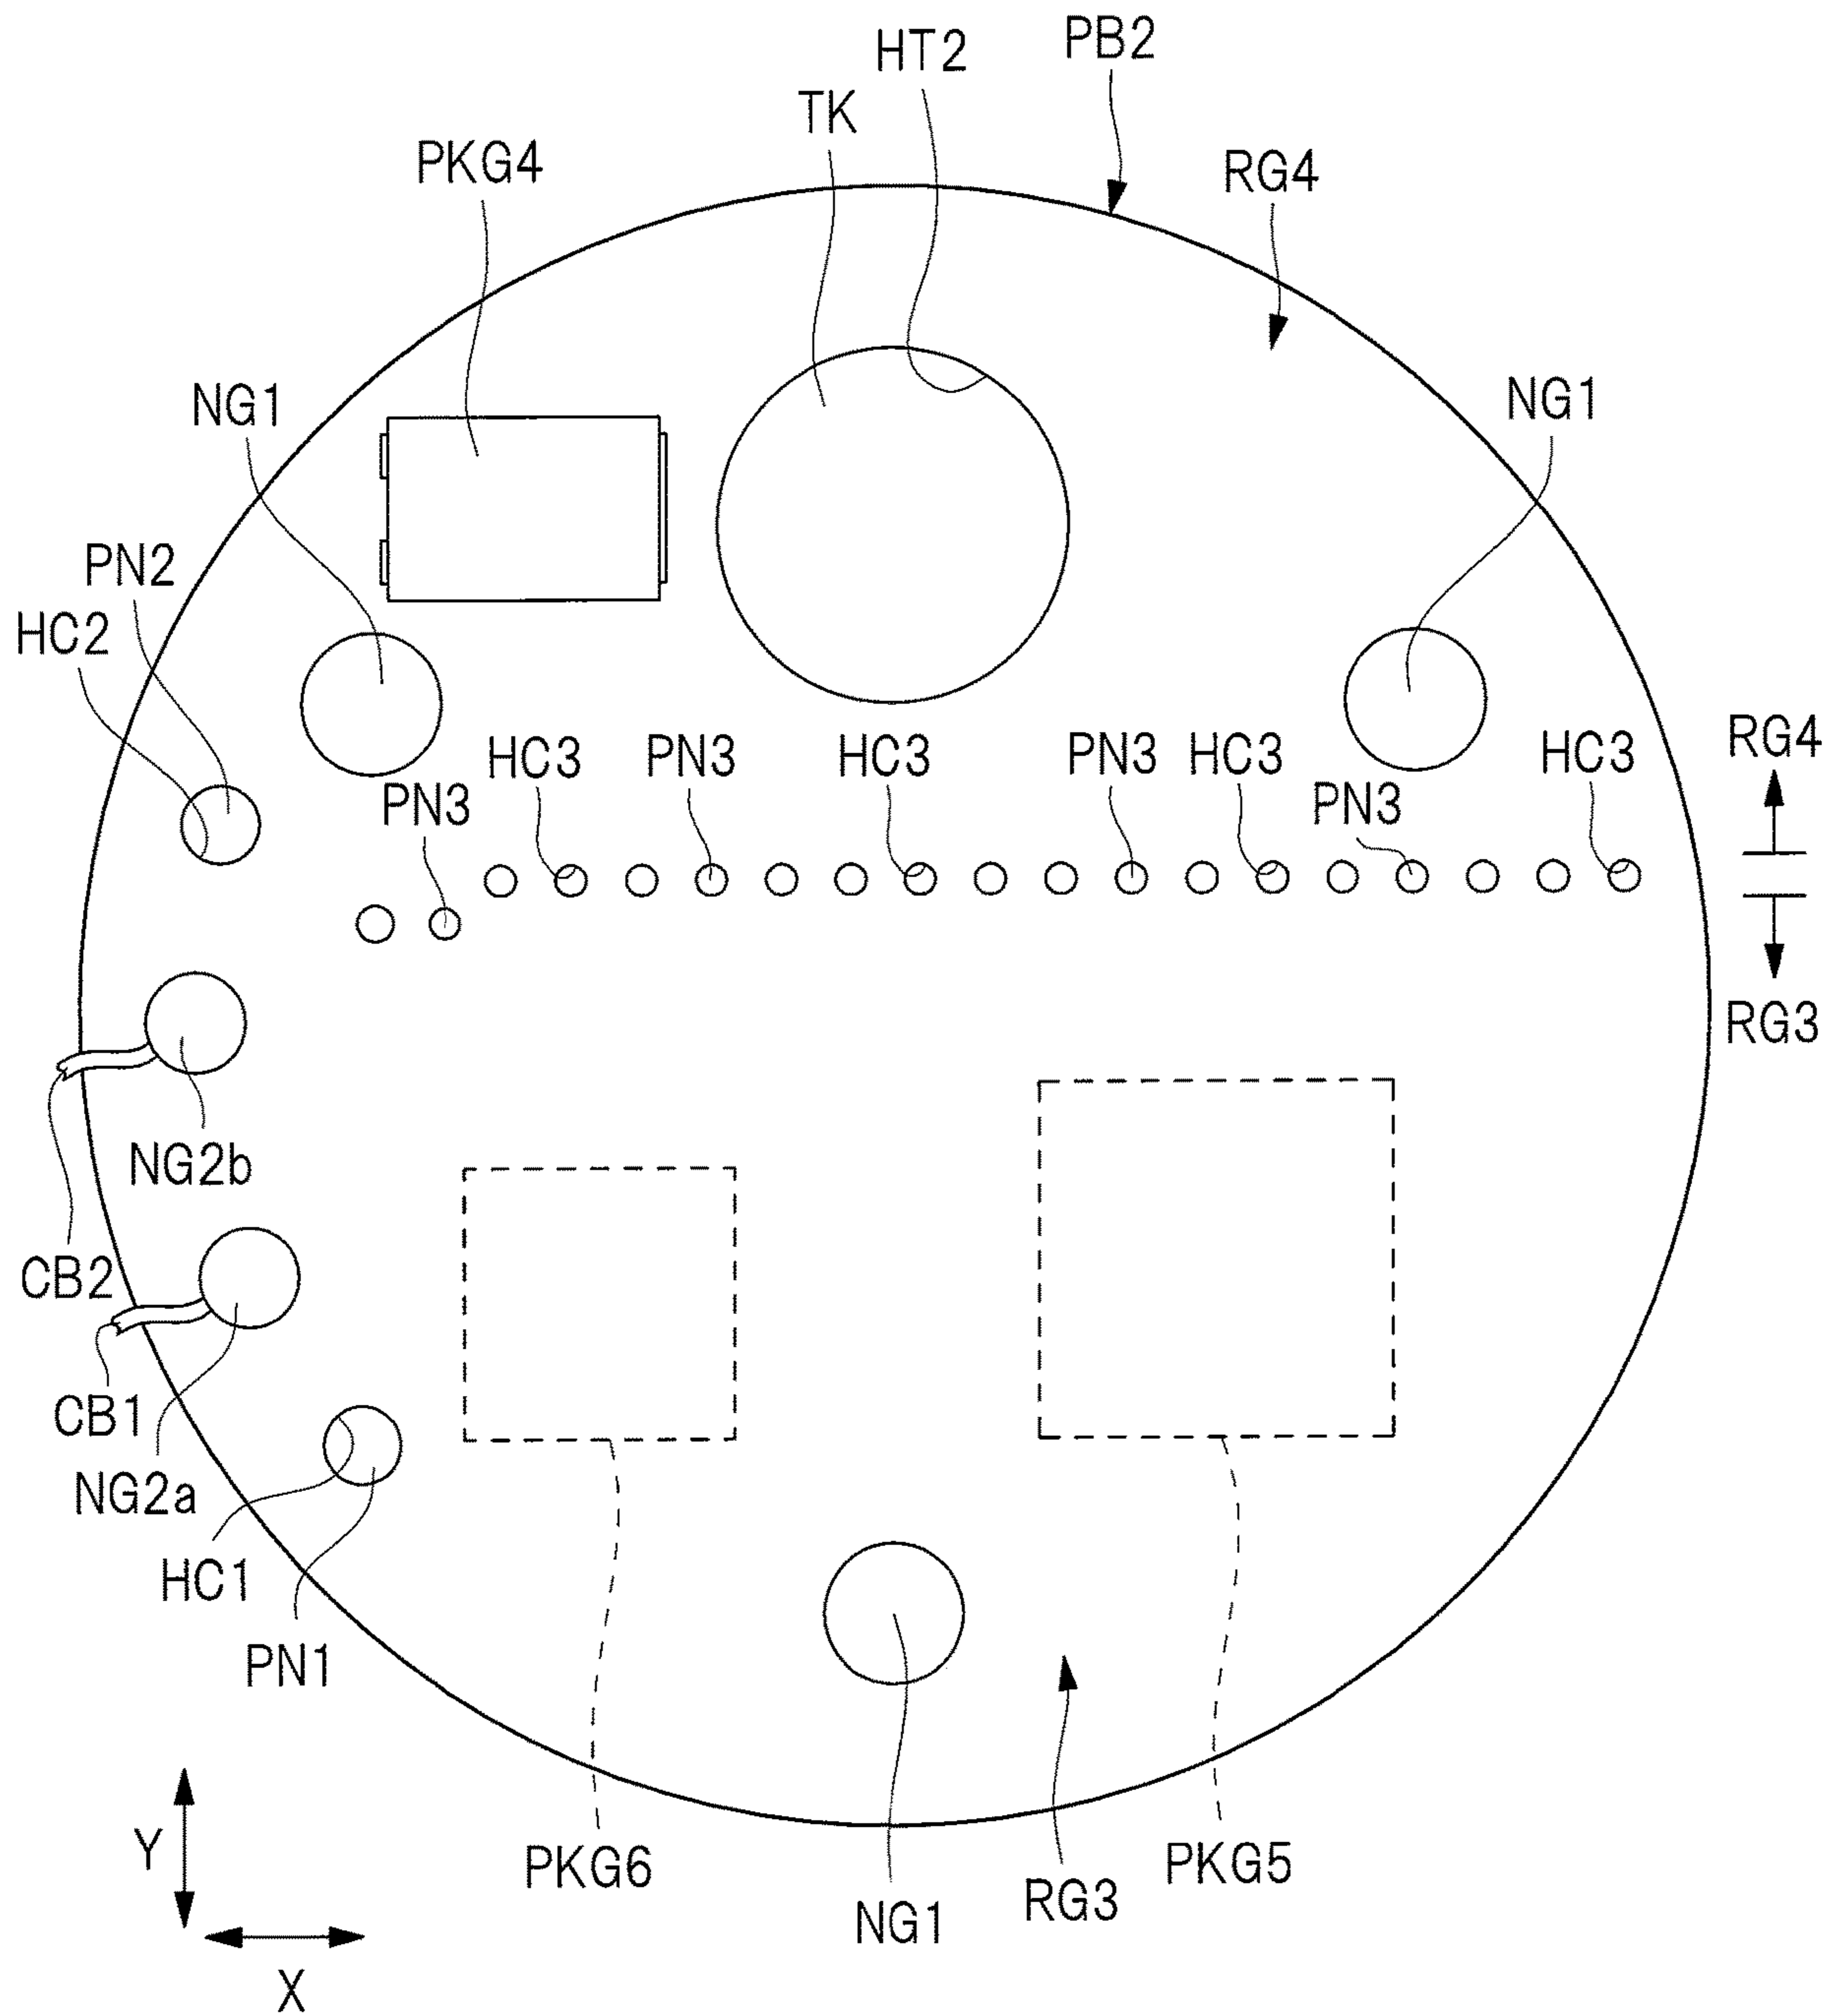 HT2
PB2
TK
PKG4
RG4
NG1
NG1
PN2
HC2
HC3
PN3
HC3
PN3
HC3
HC3
RG4
PN3
PN3
RG3
NG2b
CB2
CB1
NG2a
HC1
PN1
Y
PKG6
PKG5
RG3
NG1
X